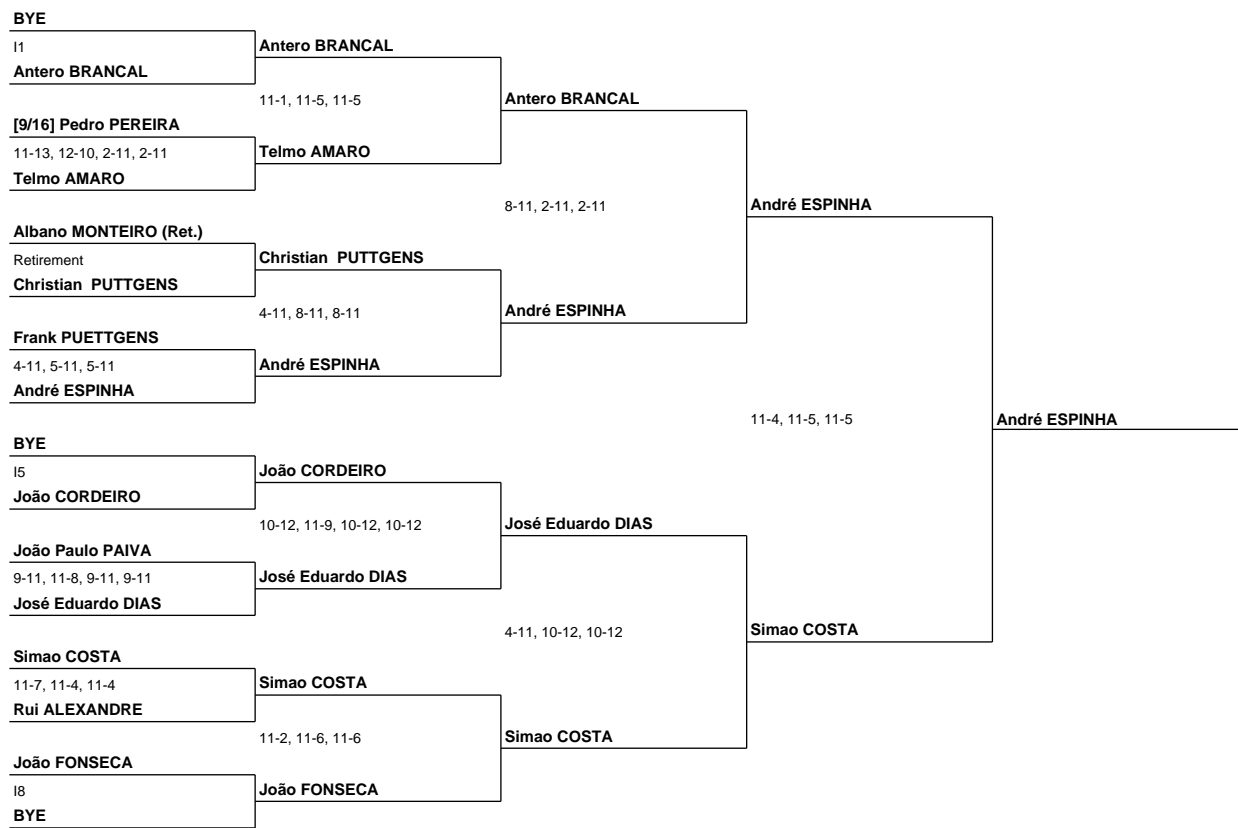 BYE
I1
Antero BRANCAL
[9/16] Pedro PEREIRA
11-13, 12-10, 2-11, 2-11
Telmo AMARO
Albano MONTEIRO (Ret.)
Retirement
Christian  PUTTGENS
Frank PUETTGENS
4-11, 5-11, 5-11
André ESPINHA
BYE
I5
João CORDEIRO
João Paulo PAIVA
9-11, 11-8, 9-11, 9-11
José Eduardo DIAS
Simao COSTA
11-7, 11-4, 11-4
Rui ALEXANDRE
João FONSECA
I8
BYE
Antero BRANCAL
11-1, 11-5, 11-5
Telmo AMARO
Christian  PUTTGENS
4-11, 8-11, 8-11
André ESPINHA
João CORDEIRO
10-12, 11-9, 10-12, 10-12
José Eduardo DIAS
Simao COSTA
11-2, 11-6, 11-6
João FONSECA
Antero BRANCAL
8-11, 2-11, 2-11
André ESPINHA
José Eduardo DIAS
4-11, 10-12, 10-12
Simao COSTA
André ESPINHA
11-4, 11-5, 11-5
Simao COSTA
André ESPINHA